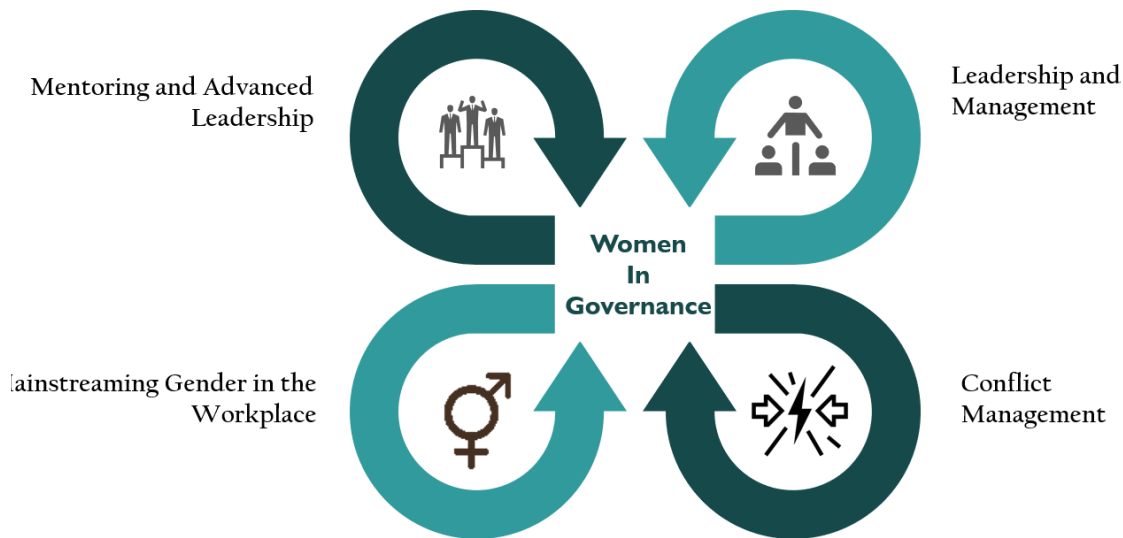 Mentoring and Advanced
Leadership
Leadership and
Management
Women
In
Governance
ainstreaming Gender in the
Workplace
Conflict
Management